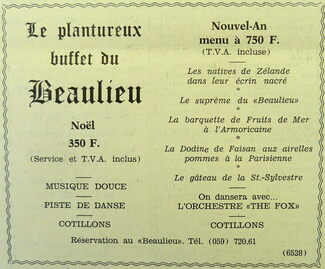 Le plantureux
buffet du
Beaulieu
Noël
350 F.
(Service et T.V.A. inclus)
MUSIQUE DOUCE
PISTE DE DANSE
COTILLONS
Nouvel-An
menu à 750 F.
(T.V.A. incluse)
Les natives de Zélande
dans leur écrin nacré
*
Le suprême du «Beaulieu»
*
La barquette de Fruits de Mer
à l'Armoricaine
*
La Dodine de Faisan aux airelles
pommes à la Parisienne
*
Le gâteau de la St.-Sylvestre
On dansera avec...
L'ORCHESTRE «THE FOX»
COTILLONS
Réservation au «Beaulieu». Tél. (059) 720.61
(6528)